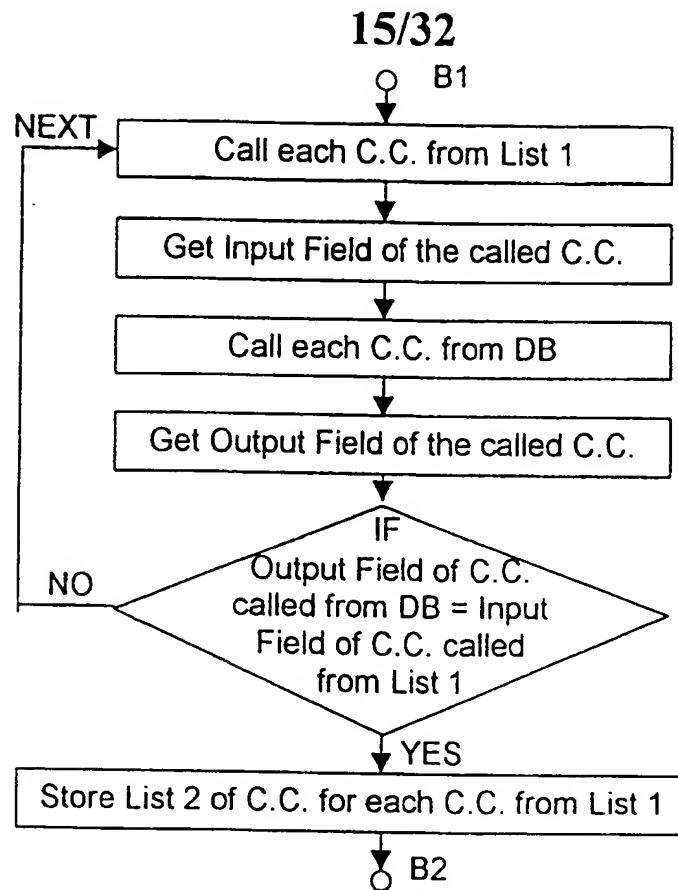 15/32
B1
NEXT
Call each C.C. from List 1
Get Input Field of the called C.C.
Call each C.C. from DB
Get Output Field of the called C.C.
IF
Output Field of C.C.
called from DB = Input
Field of C.C. called
from List 1
NO
YES
Store List 2 of C.C. for each C.C. from List 1
B2